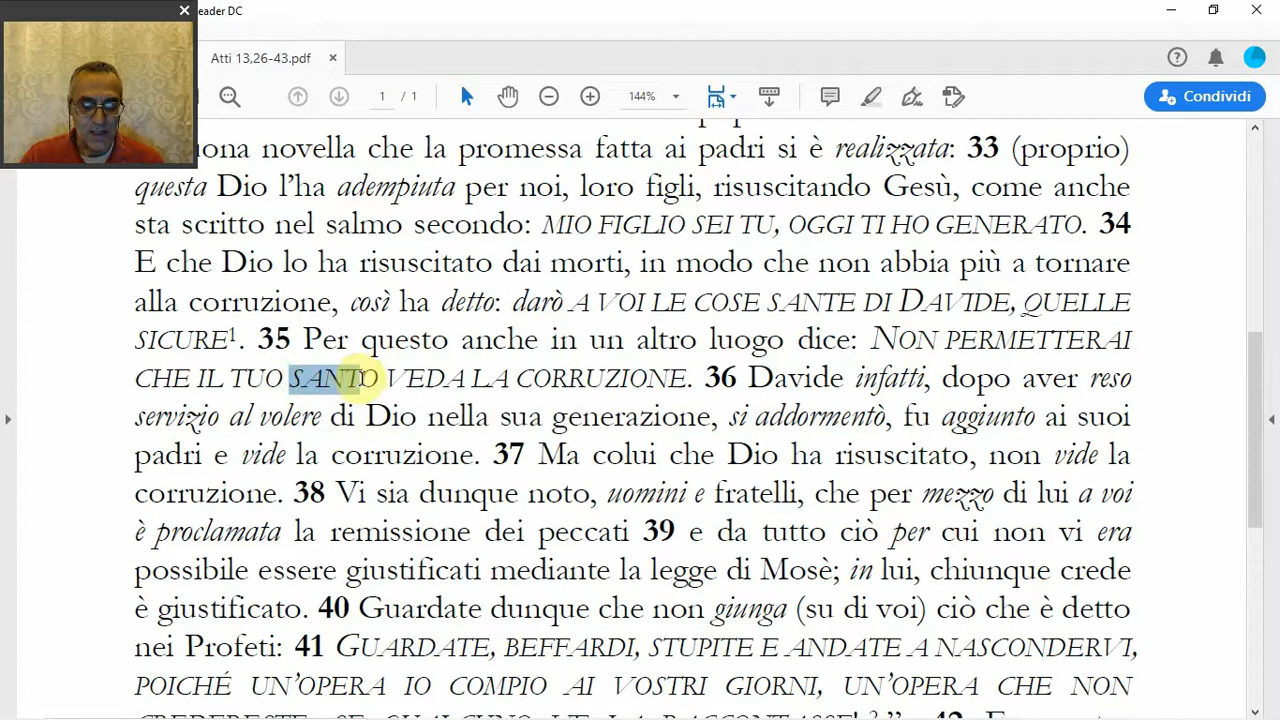 eader DC
Atti 13,26-43.pdf
1 / 1
144%
Condividi
uona novella che la promessa fatta ai padri si è realizzata: 33 (proprio)
questa Dio l’ha adempiuta per noi, loro figli, risuscitando Gesù, come anche
sta scritto nel salmo secondo: MIO FIGLIO SEI TU, OGGI TI HO GENERATO. 34
E che Dio lo ha risuscitato dai morti, in modo che non abbia più a tornare
alla corruzione, così ha detto: darò A VOI LE COSE SANTE DI DAVIDE, QUELLE
SICURE¹. 35 Per questo anche in un altro luogo dice: NON PERMETTERAI
CHE IL TUO SANTO VEDA LA CORRUZIONE. 36 Davide infatti, dopo aver reso
servizio al volere di Dio nella sua generazione, si addormentò, fu aggiunto ai suoi
padri e vide la corruzione. 37 Ma colui che Dio ha risuscitato, non vide la
corruzione. 38 Vi sia dunque noto, uomini e fratelli, che per mezzo di lui a voi
è proclamata la remissione dei peccati 39 e da tutto ciò per cui non vi era
possibile essere giustificati mediante la legge di Mosè; in lui, chiunque crede
è giustificato. 40 Guardate dunque che non giunga (su di voi) ciò che è detto
nei Profeti: 41 GUARDATE, BEFFARDI, STUPITE E ANDATE A NASCONDERVI,
POICHÉ UN’OPERA IO COMPIO AI VOSTRI GIORNI, UN’OPERA CHE NON